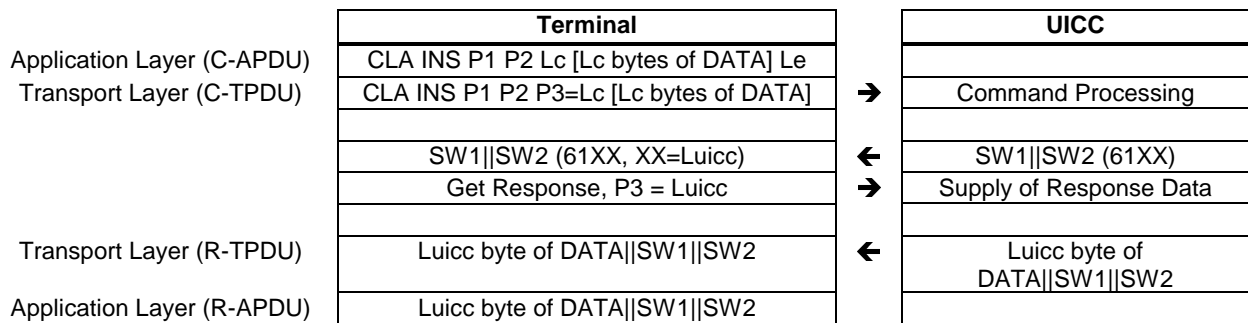 Terminal UICC
Application Layer (C-APDU) CLA INS P1 P2 Lc [Lc bytes of DATA] Le
Transport Layer (C-TPDU) CLA INS P1 P2 P3=Lc [Lc bytes of DATA] → Command Processing
SW1||SW2 (61XX, XX=Luicc) ← SW1||SW2 (61XX)
Get Response, P3 = Luicc → Supply of Response Data
Transport Layer (R-TPDU) Luicc byte of DATA||SW1||SW2 ← Luicc byte of
DATA||SW1||SW2
Application Layer (R-APDU) Luicc byte of DATA||SW1||SW2